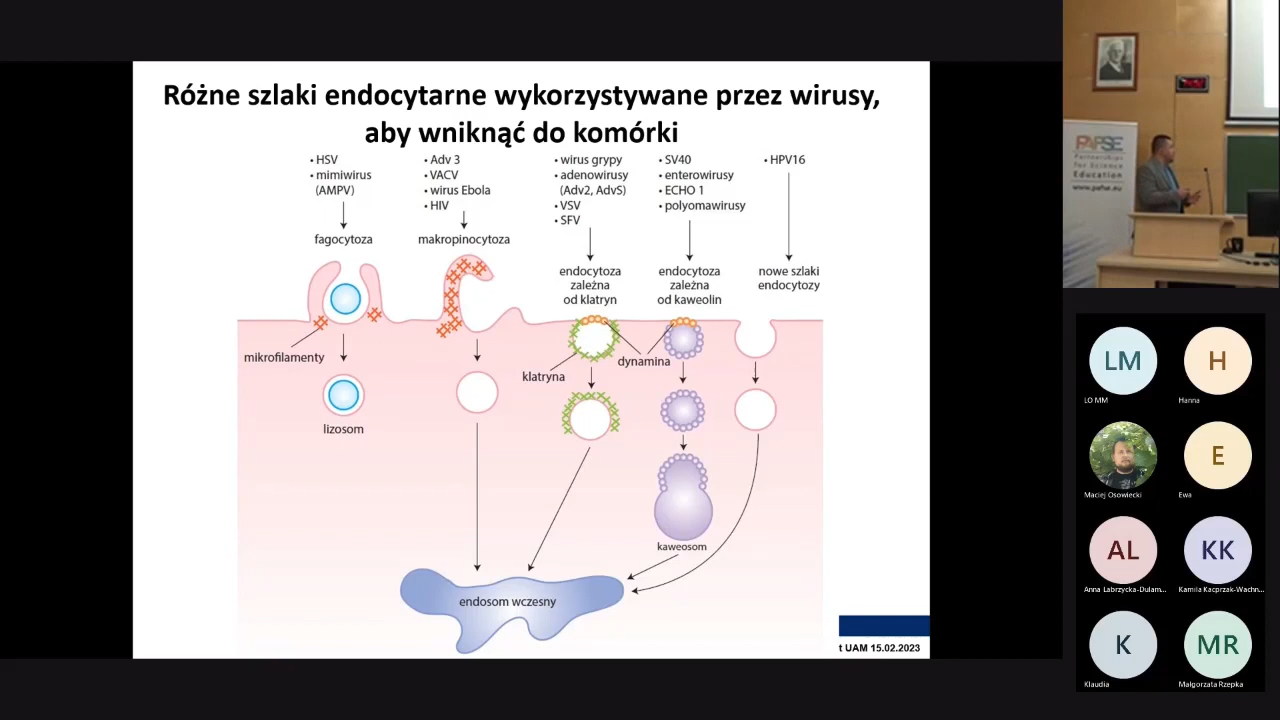 Różne szlaki endocytarne wykorzystywane przez wirusy,
aby wniknąć do komórki
• HSV
• mimiwirus
(AMPV)
fagocytoza
• Adv 3
• VACV
• wirus Ebola
• HIV
makropinocytoza
• wirus grypy
• adenowirusy
(Adv2, AdvS)
• VSV
• SFV
endocytoza
zależna
od klatryn
• SV40
• enterowirusy
• ECHO 1
• polyomawirusy
endocytoza
zależna
od kaweolin
• HPV16
nowe szlaki
endocytozy
mikrofilamenty
klatryna
dynamina
lizosom
kaweosom
endosom wczesny
t UAM 15.02.2023
PAFSE
Partnerships
for Science
Education
www.pafse.eu
LM
LO MM
H
Hanna
Maciej Osowiecki
E
Ewa
AL
Anna Labrzycka-Dulam...
KK
Kamila Kacprzak-Wachn...
K
Klaudia
MR
Małgorzata Rzepka